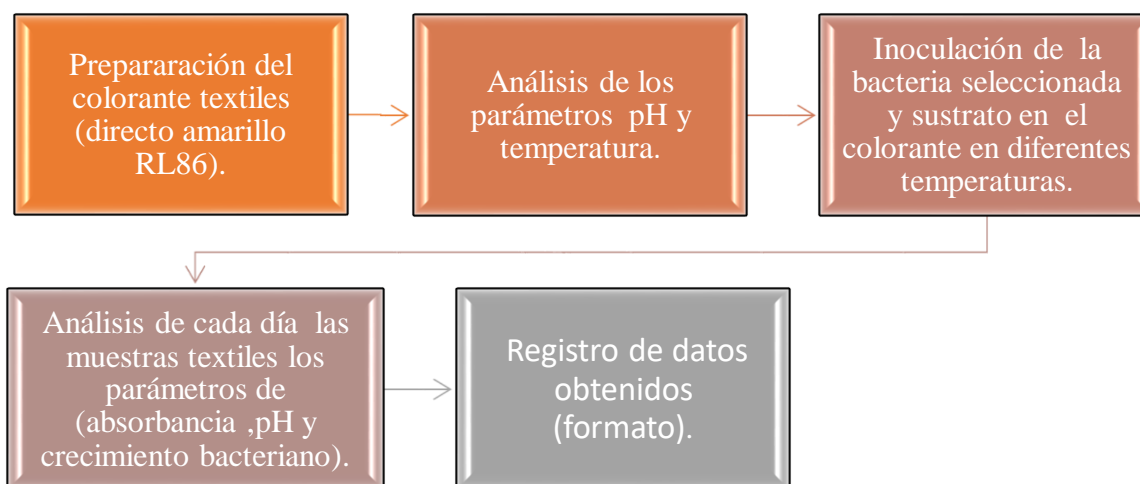 Prepararación del
colorante textiles
(directo amarillo
RL86).
Análisis de los
parámetros pH y
temperatura.
Inoculación de la
bacteria seleccionada
y sustrato en el
colorante en diferentes
temperaturas.
Análisis de cada día las
muestras textiles los
parámetros de
(absorbancia ,pH y
crecimiento bacteriano).
Registro de datos
obtenidos
(formato).